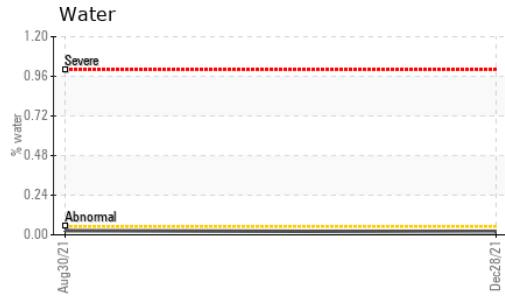 Water
1.20
Severe
0.96
0.72
% water
0.48
0.24
Abnormal
0.00
Aug30/21
Dec28/21